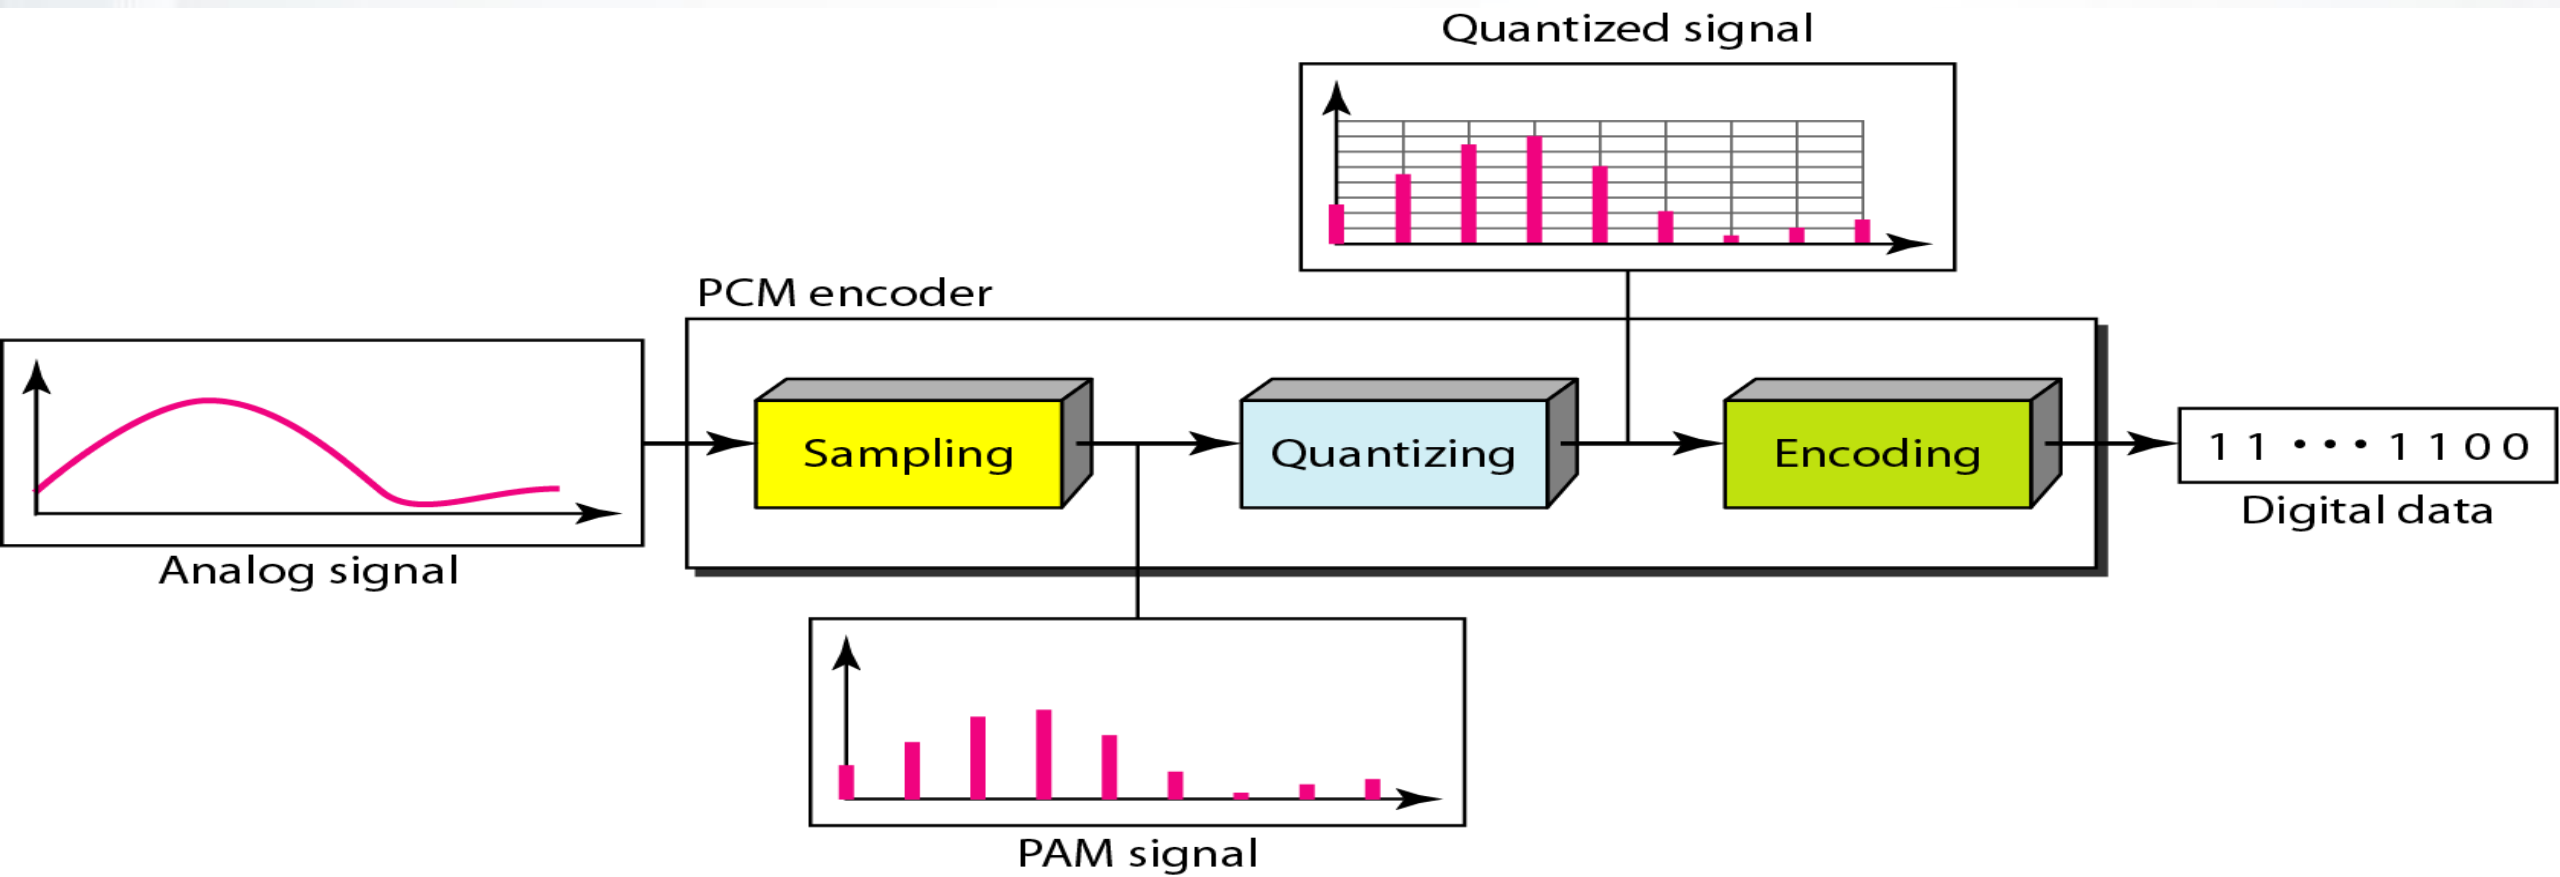 Quantized signal
PCM encoder
Sampling
Quantizing
Encoding
1 1 • • • 1 1 0 0
Digital data
Analog signal
PAM signal